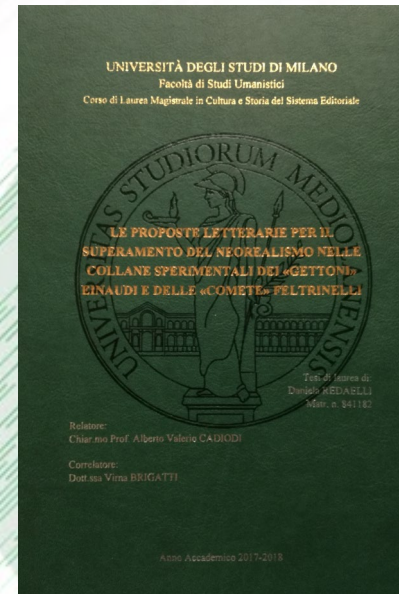 UNIVERSITÀ DEGLI STUDI DI MILANO
Facoltà di Studi Umanistici
Corso di Laurea Magistrale in Cultura e Storia del Sistema Editoriale
UNIVERSITAS STUDIORUM MEDIOLANENSIS
LE PROPOSTE LETTERARIE PER IL
SUPERAMENTO DEL NEOREALISMO NELLE
COLLANE SPERIMENTALI DEI «GETTONI»
EINAUDI E DELLE «COMETE» FELTRINELLI
Tesi di laurea di:
REDAELLI
Matr. n. 841182
Relatore:
Chiar.mo Prof. Alberto Valerio
Correlatore:
Dott.ssa Virna BRIGATTI
Anno Accademico 2017-2018